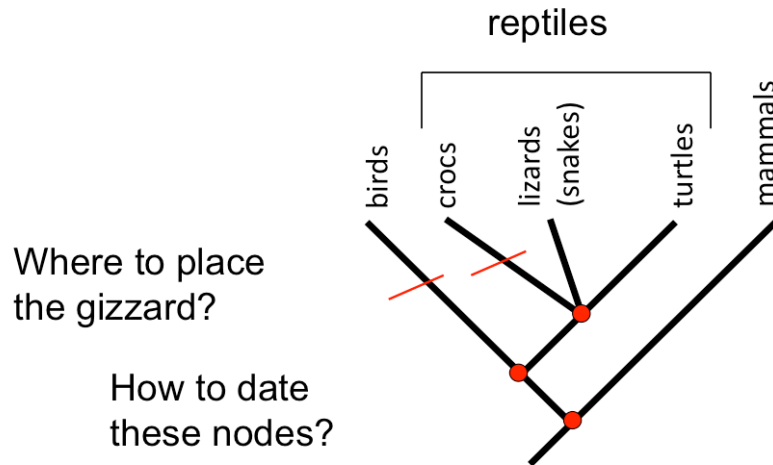 reptiles
birds
crocs
lizards
(snakes)
turtles
mammals
Where to place
the gizzard?
How to date
these nodes?